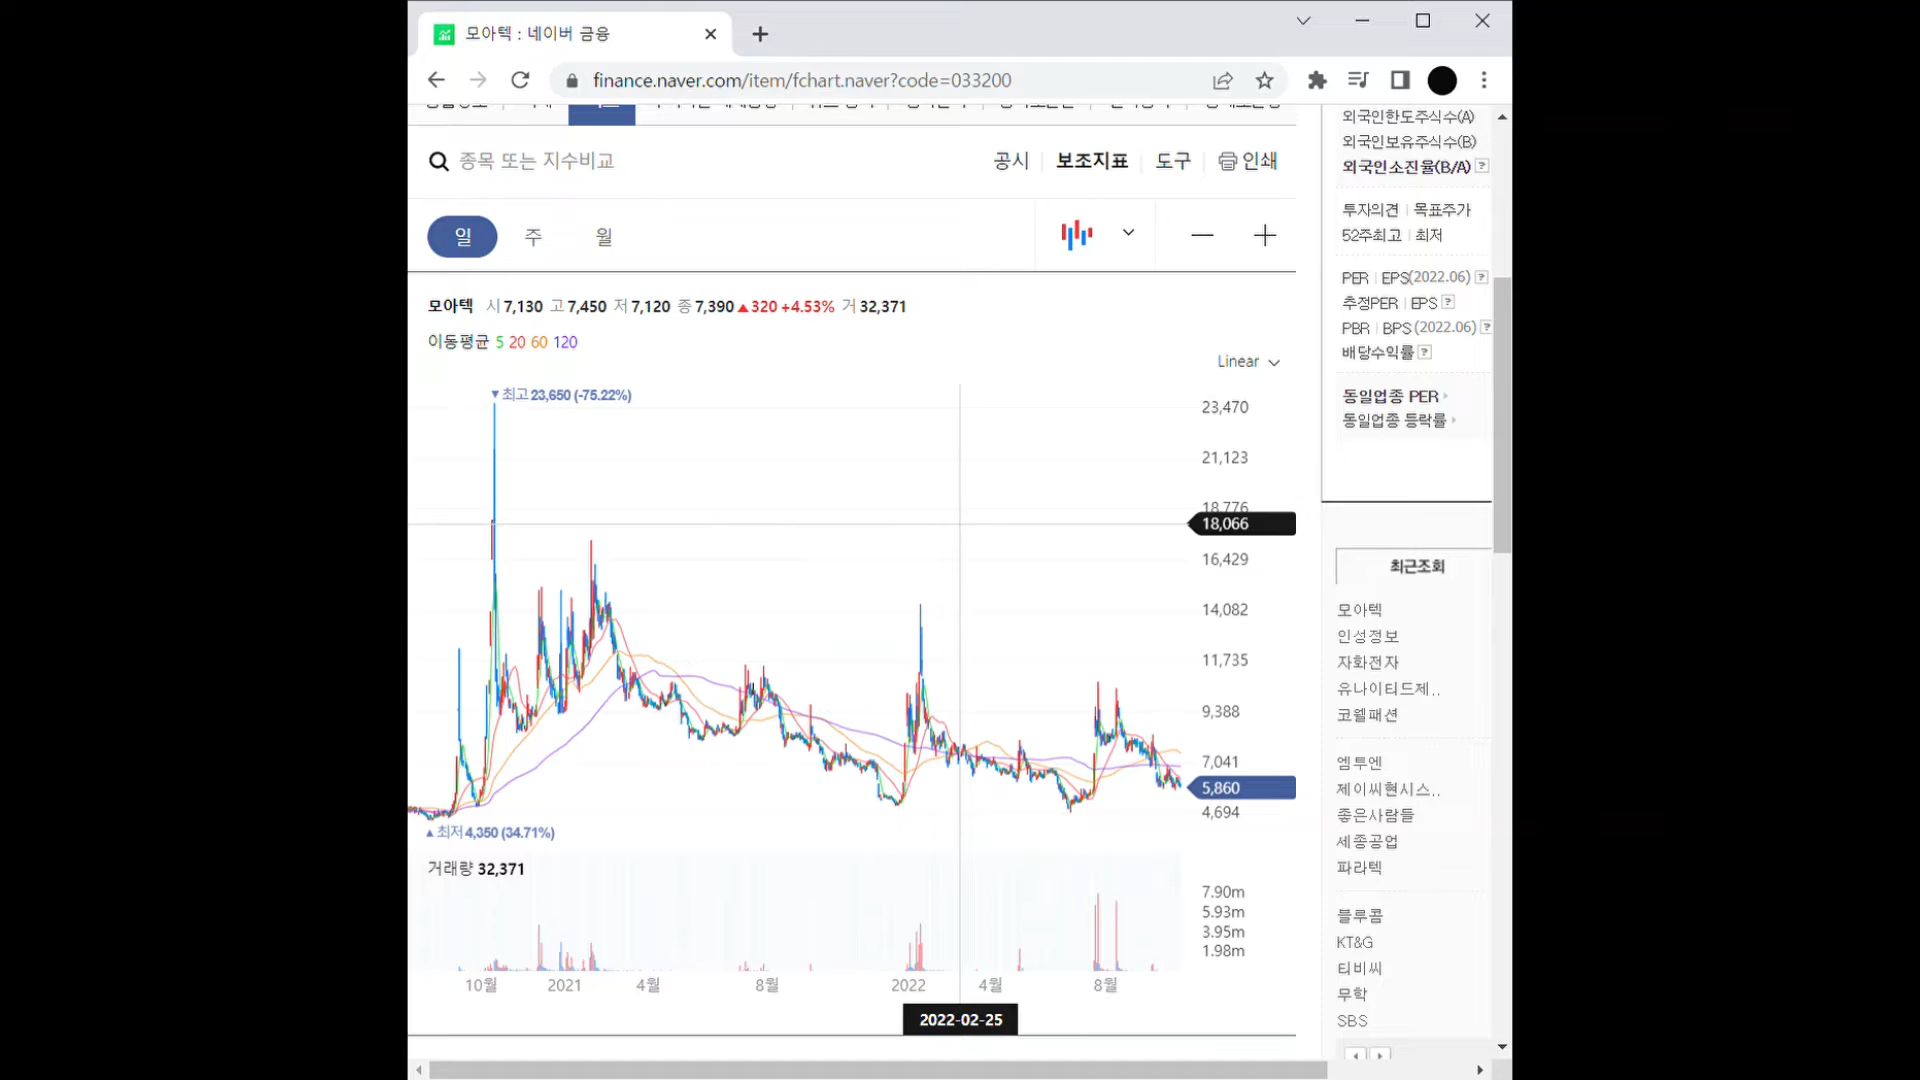 모아텍 : 네이버 금융
finance.naver.com/item/fchart.naver?code=033200
종목 또는 지수비교
공시 보조지표 도구 인쇄
일 주 월
모아텍 시 7,130 고 7,450 저 7,120 종 7,390 ▲320 +4.53% 거 32,371
이동평균 5 20 60 120
Linear
▼최고 23,650 (-75.22%)
23,470
21,123
18,776
18,066
16,429
14,082
11,735
9,388
7,041
5,860
4,694
▲최저 4,350 (34.71%)
거래량 32,371
7.90m
5.93m
3.95m
1.98m
10월 2021 4월 8월 2022 4월 8월
2022-02-25
외국인한도주식수(A)
외국인보유주식수(B)
외국인소진율(B/A) ?
투자의견 | 목표주가
52주최고 | 최저
PER | EPS(2022.06) ?
추정PER | EPS ?
PBR | BPS (2022.06) ?
배당수익률 ?
동일업종 PER
동일업종 등락률
최근조회
모아텍
인성정보
자화전자
유나이티드제..
코웰패션
엠투엔
제이씨현시스..
좋은사람들
세종공업
파라텍
블루콤
KT&G
티비씨
무학
SBS